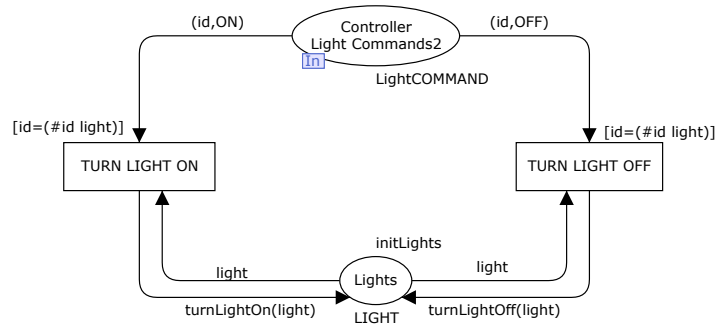 (id,ON)
Controller
Light Commands2
(id,OFF)
In
LightCOMMAND
[id=(#id light)]
[id=(#id light)]
TURN LIGHT ON
TURN LIGHT OFF
initLights
light
Lights
light
turnLightOn(light)
turnLightOff(light)
LIGHT